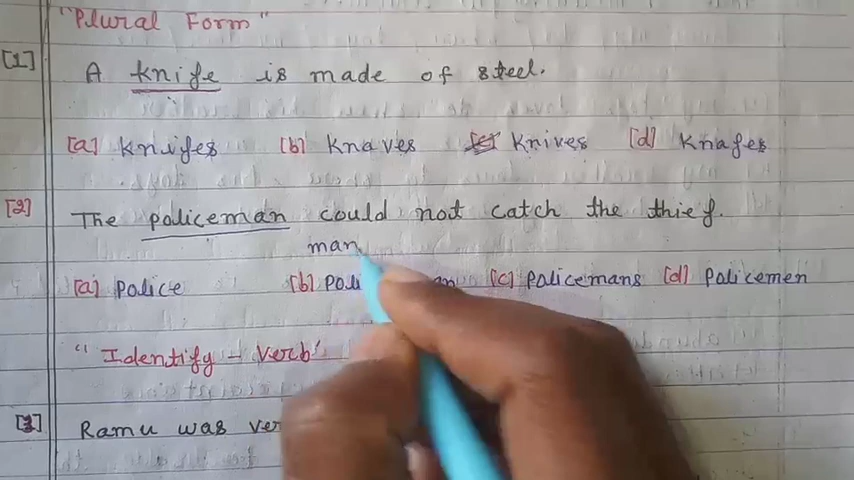 "Plural Form"
[1] A knife is made of steel.
[a] knifes [b] knaves [c] knives [d] knafes
[2] The policeman could not catch the thief.
man
[a] Police [b] [c] Policemans [d] Policemen
"Identify - Verb"
[3] Ramu was